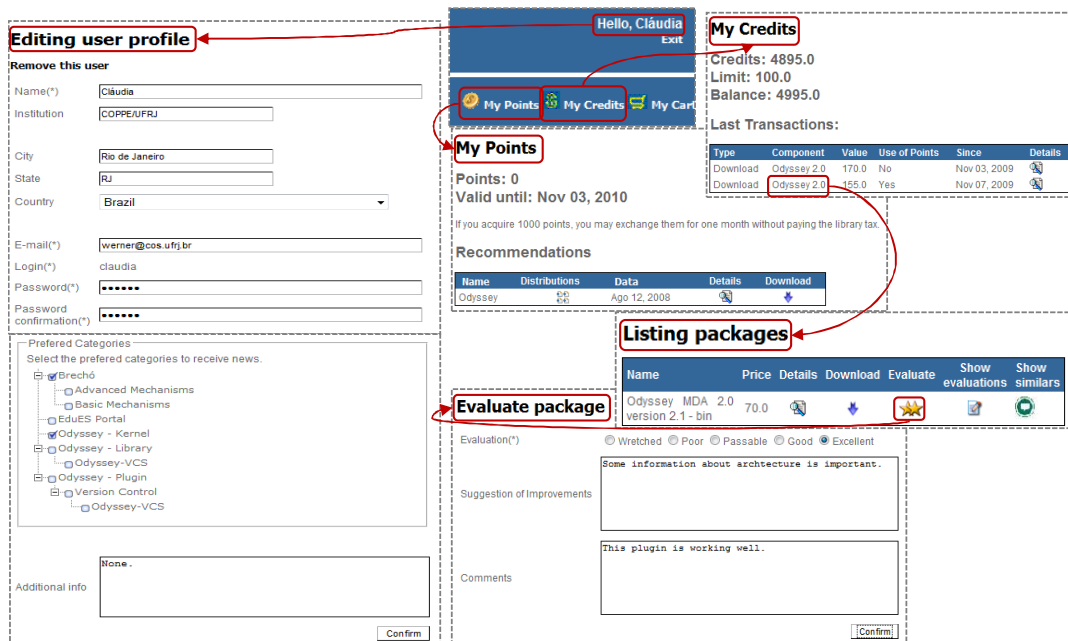 Editing user profile
Remove this user
Name(*) Cláudia
Institution COPPE/UFRJ
City Rio de Janeiro
State RJ
Country Brazil
E-mail(*) werner@cos.ufrj.br
Login(*) claudia
Password(*) ●●●●●●
Password
confirmation(*) ●●●●●●
Prefered Categories
Select the prefered categories to receive news.
Brechó
Advanced Mechanisms
Basic Mechanisms
EduES Portal
Odyssey - Kernel
Odyssey - Library
Odyssey-VCS
Odyssey - Plugin
Version Control
Odyssey-VCS
Additional info None.
Confirm
Hello, Cláudia
Exit
My Points My Credits My Cart
My Credits
Credits: 4895.0
Limit: 100.0
Balance: 4995.0
Last Transactions:
Type Component Value Use of Points Since Details
Download Odyssey 2.0 170.0 No Nov 03, 2009
Download Odyssey 2.0 155.0 Yes Nov 07, 2009
My Points
Points: 0
Valid until: Nov 03, 2010
If you acquire 1000 points, you may exchange them for one month without paying the library tax.
Recommendations
Name Distributions Data Details Download
Odyssey Ago 12, 2008
Listing packages
Name Price Details Download Evaluate Show evaluations Show similars
Odyssey MDA 2.0
version 2.1 - bin 70.0
Evaluate package
Evaluation(*) Wretched Poor Passable Good Excellent
Suggestion of Improvements Some information about archtecture is important.
Comments This plugin is working well.
Confirm